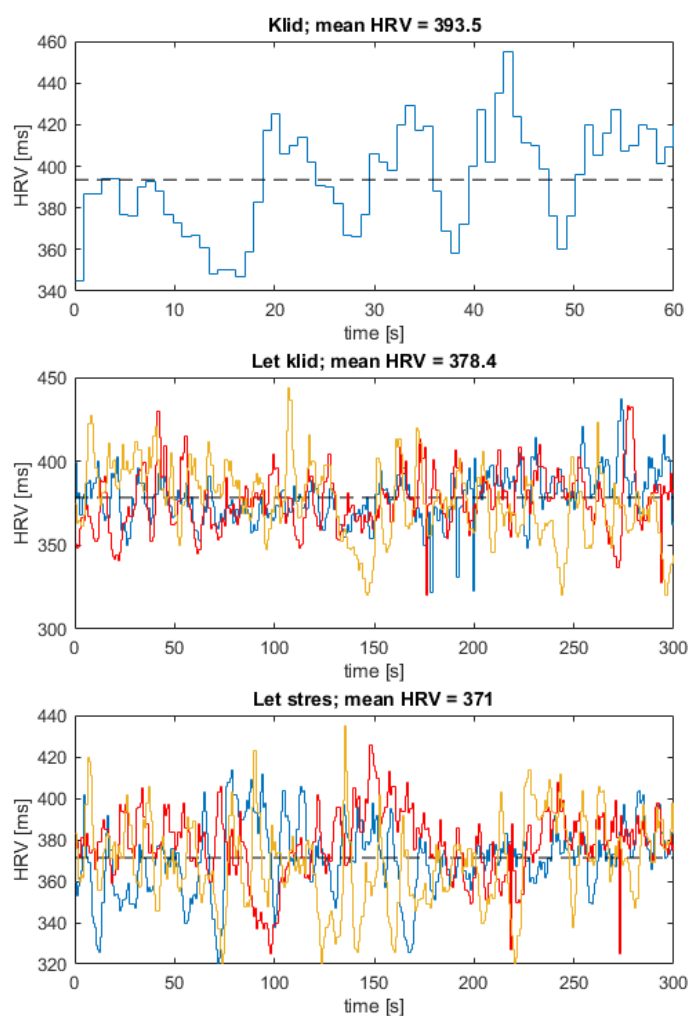 Klid; mean HRV = 393.5
HRV [ms]
460
440
420
400
380
360
340
0 10 20 30 40 50 60
time [s]
Let klid; mean HRV = 378.4
HRV [ms]
450
400
350
300
0 50 100 150 200 250 300
time [s]
Let stres; mean HRV = 371
HRV [ms]
440
420
400
380
360
340
320
0 50 100 150 200 250 300
time [s]